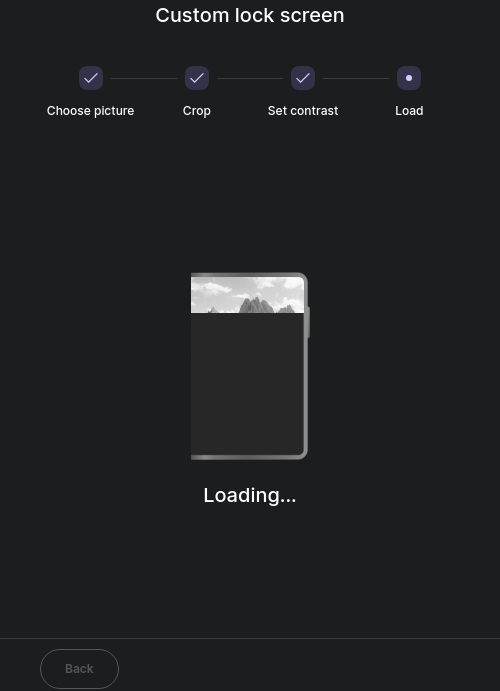 Custom lock screen
Choose picture
Crop
Set contrast
Load
Loading...
Back